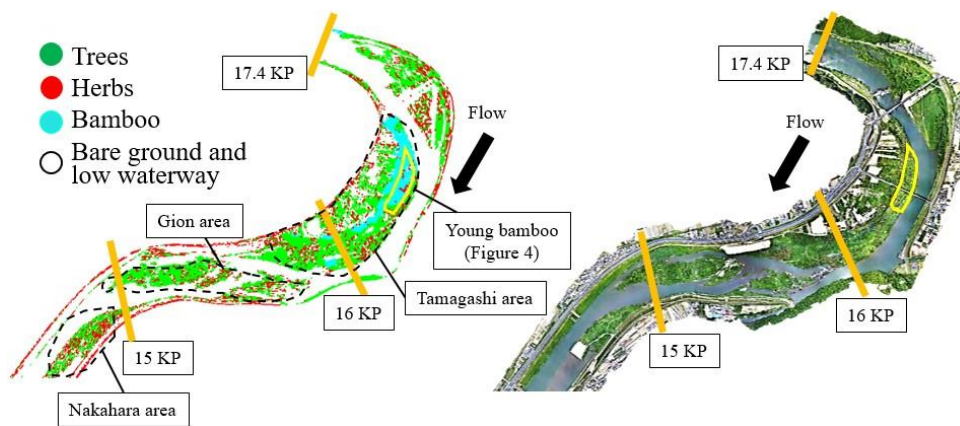 Trees
Herbs
Bamboo
Bare ground and
low waterway
17.4 KP
Flow
Gion area
Young bamboo
(Figure 4)
Tamagashi area
16 KP
15 KP
Nakahara area
17.4 KP
Flow
16 KP
15 KP